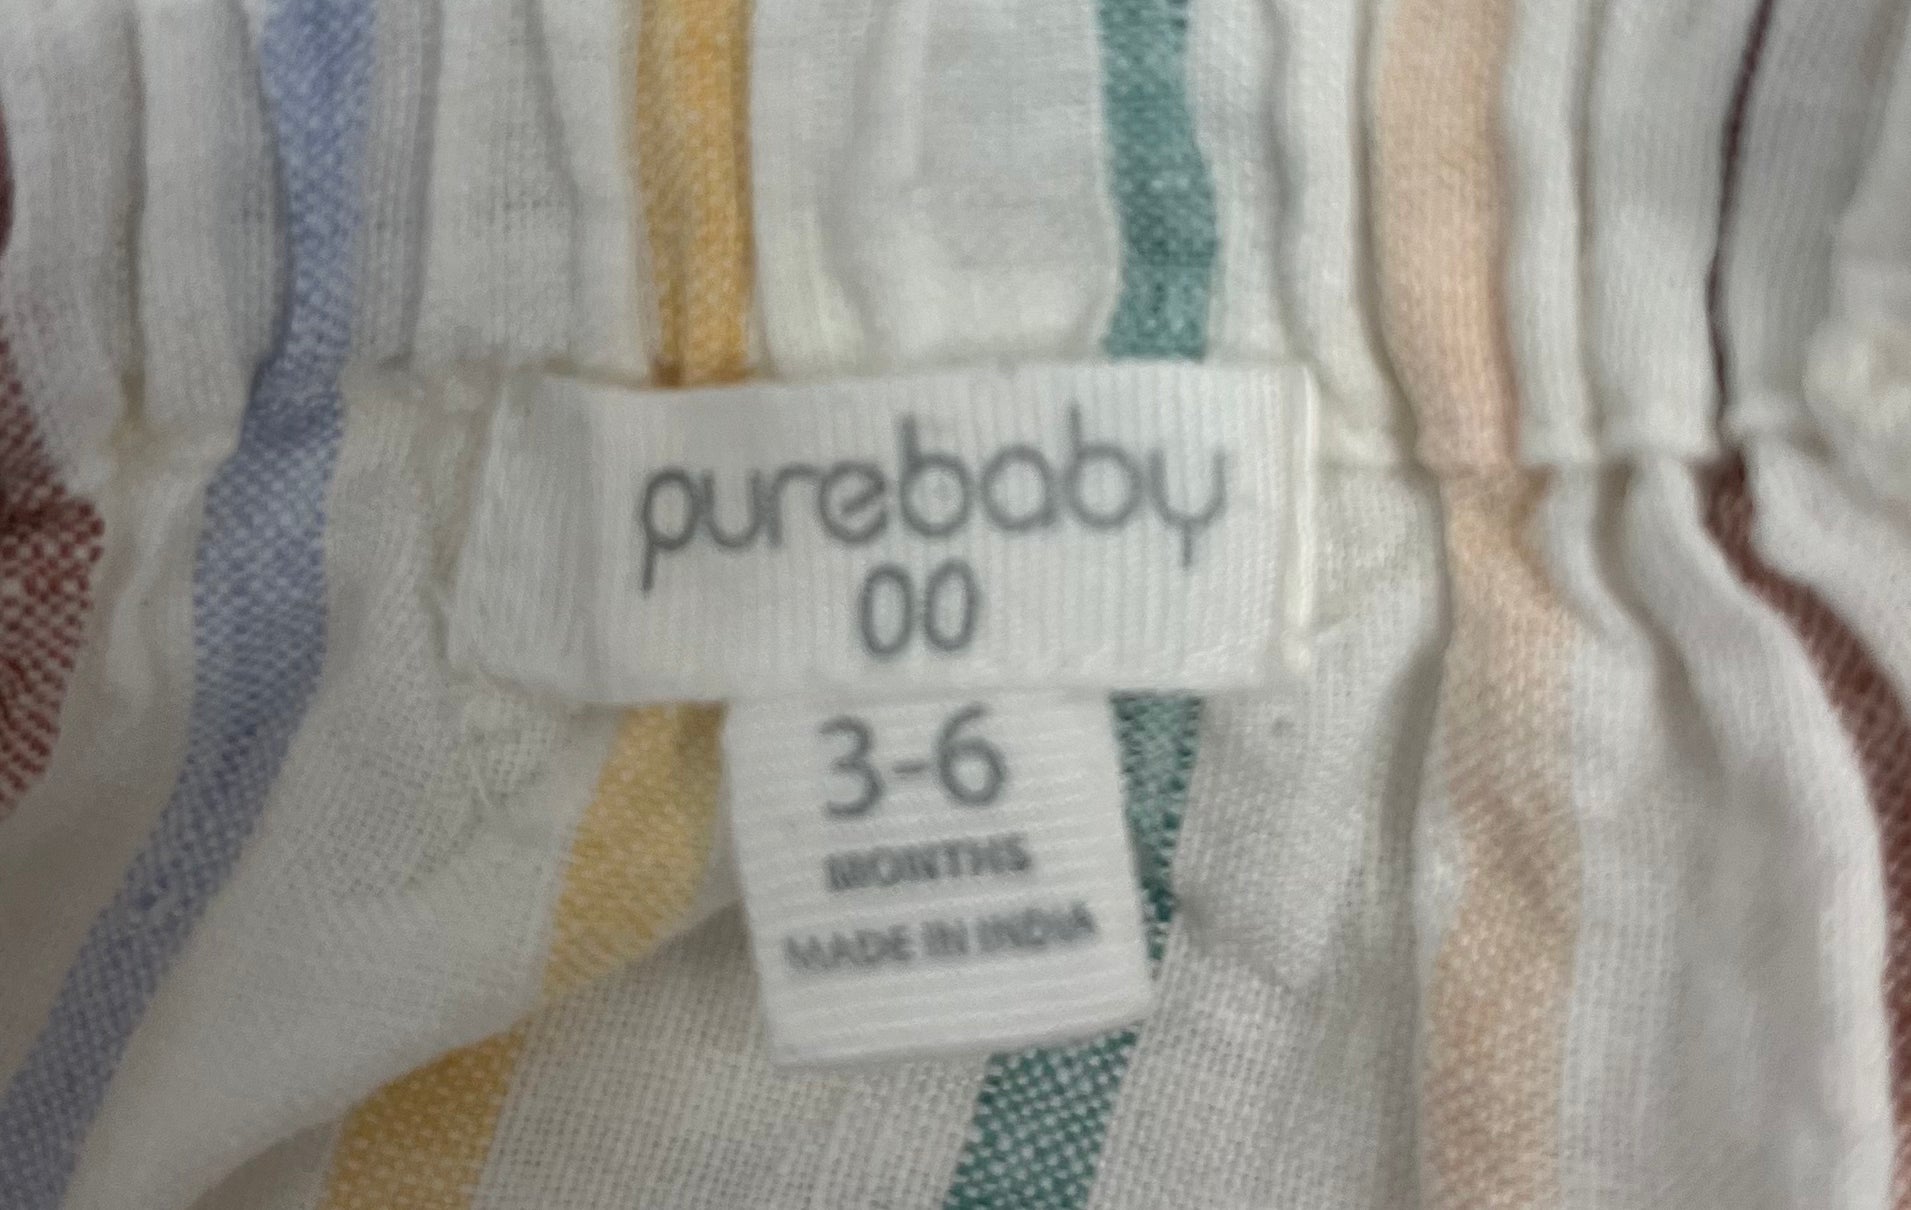 purebaby
00
3-6
MONTHS
MADE IN INDIA